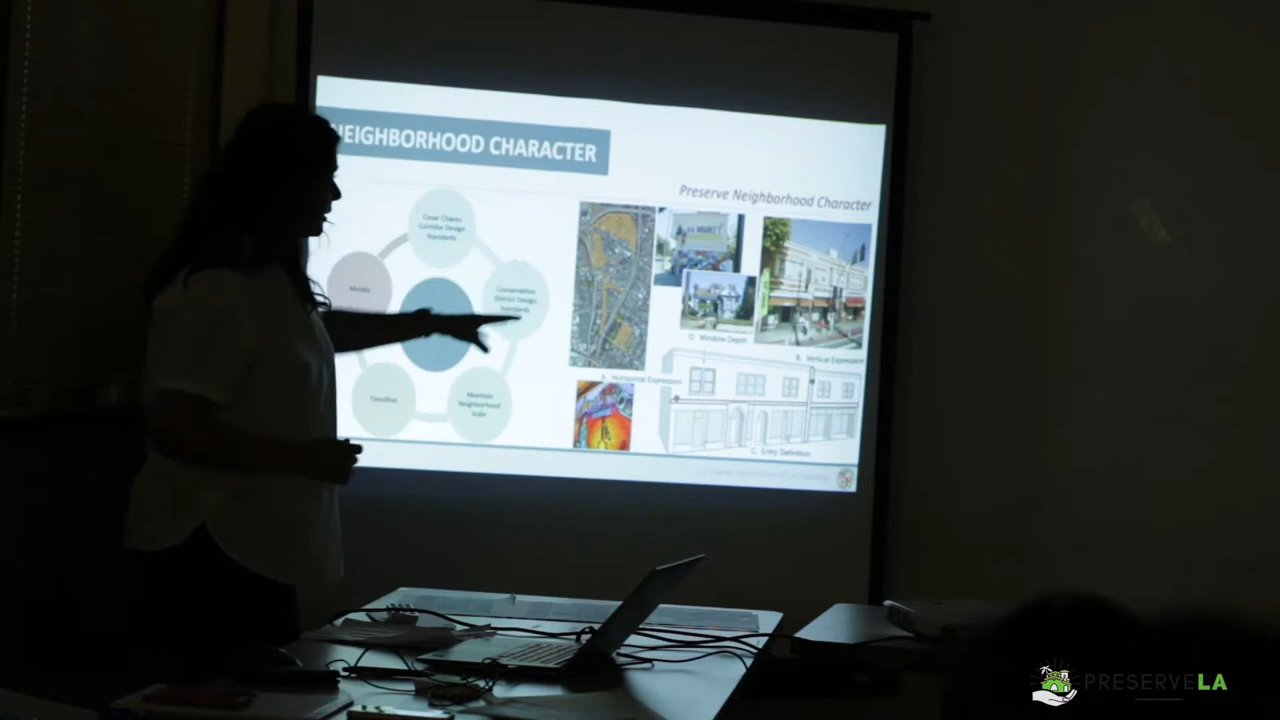 NEIGHBORHOOD CHARACTER
Preserve Neighborhood Character
Cesar Chavez
Corridor Design
Standards
Murals
Conservation
District Design
Standards
Maintain
Neighborhood
Scale
MARKET
D. Window Depth
B. Vertical Expression
A. Horizontal Expression
C. Entry Definition
PRESERVELA